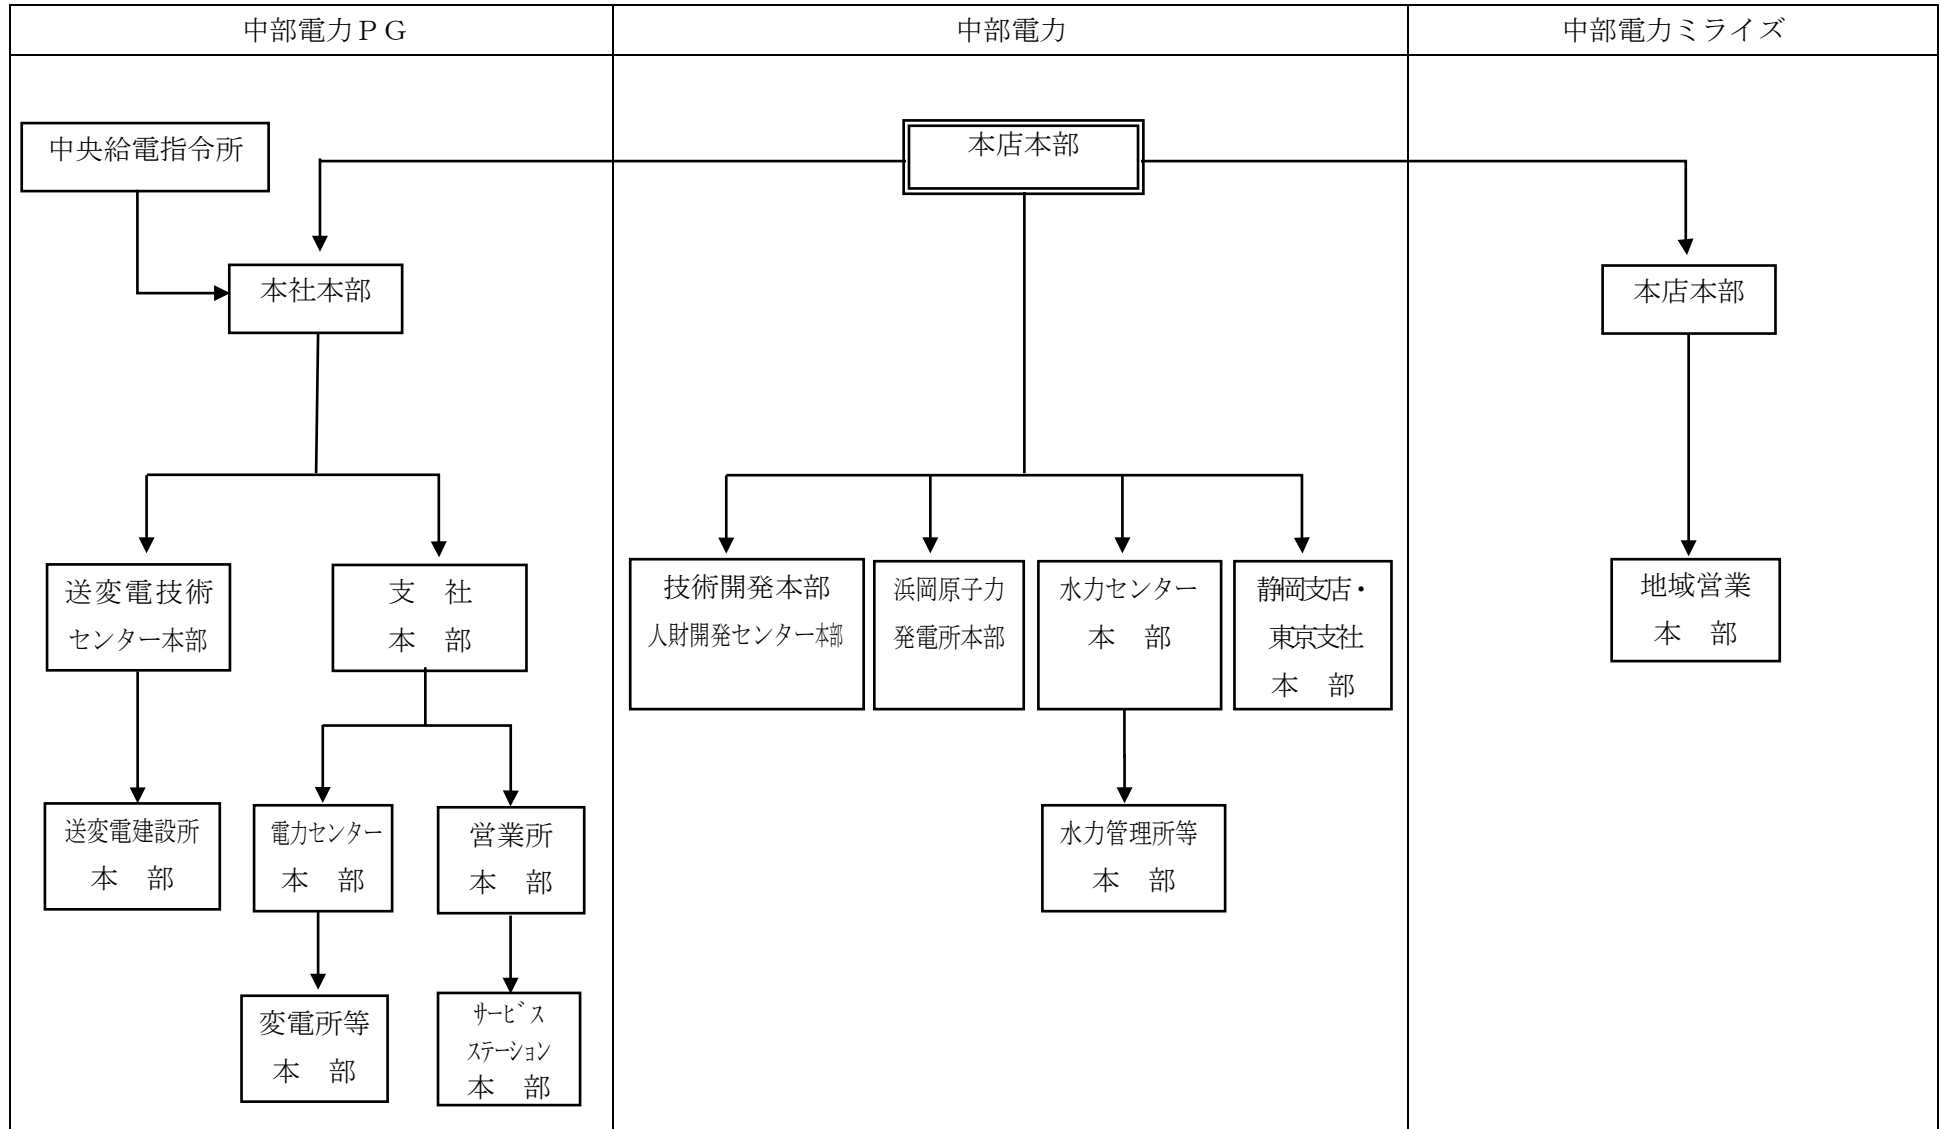 中部電力ＰＧ
中部電力
中部電力ミライズ
中央給電指令所
本店本部
本社本部
本店本部
送変電技術
センター本部
支　社
本　部
技術開発本部
人財開発センター本部
浜岡原子力
発電所本部
水力センター
本　部
静岡支店・
東京支社
本　部
地域営業
本　部
送変電建設所
本　部
電力センター
本　部
営業所
本　部
水力管理所等
本　部
変電所等
本　部
ｻｰﾋﾞｽ
ｽﾃｰｼｮﾝ
本　部